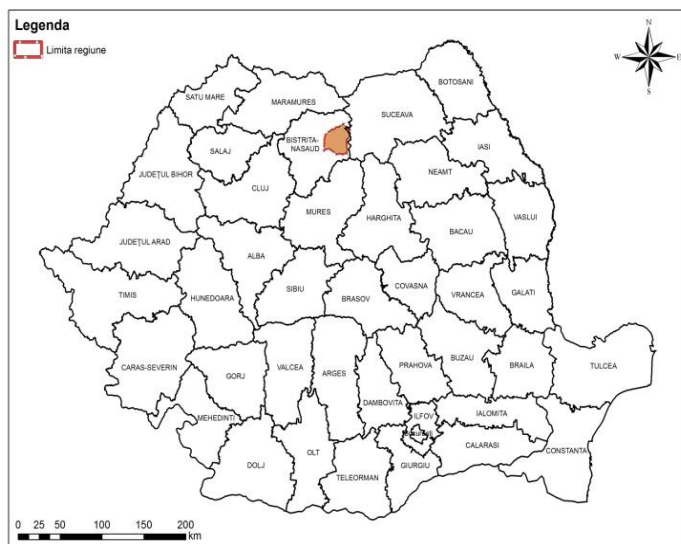 Legenda
Limita regiune
N
W
E
S
BOTOSANI
SATU MARE
MARAMURES
SUCEAVA
BISTRITA-
NASAUD
IASI
SALAJ
JUDEŢUL BIHOR
CLUJ
NEAMT
MURES
HARGHITA
VASLUI
BACAU
JUDEŢUL ARAD
ALBA
COVASNA
TIMIS
HUNEDOARA
SIBIU
BRASOV
VRANCEA
GALATI
CARAS-SEVERIN
GORJ
VALCEA
ARGES
PRAHOVA
BUZAU
BRAILA
TULCEA
DAMBOVITA
MEHEDINTI
ILFOV
IALOMITA
CALARASI
CONSTANTA
DOLJ
OLT
TELEORMAN
GIURGIU
0 25 50 100 150 200
km